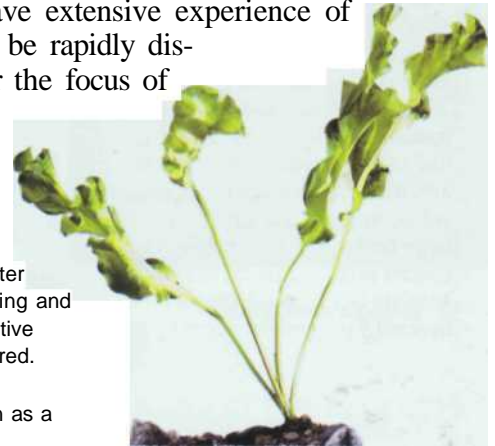 ave extensive experience of
be rapidly dis-
r the focus of
ter
ing and
tive
red.
n as a